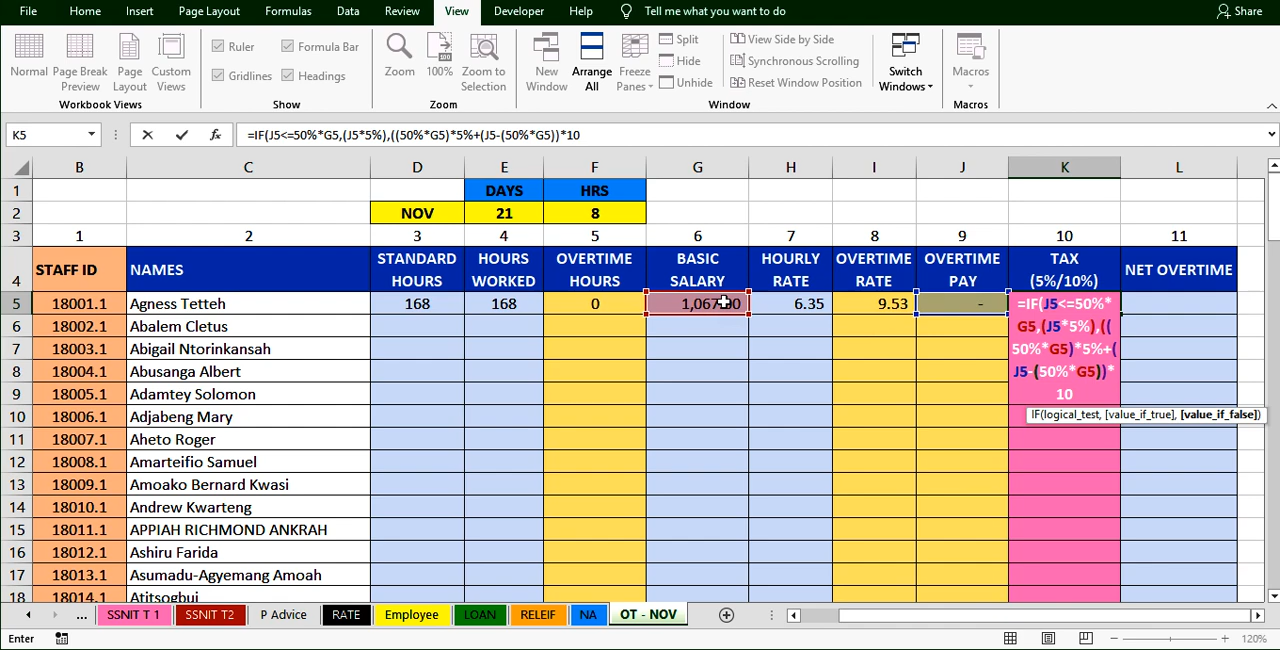 File Home Insert Page Layout Formulas Data Review View Developer Help Tell me what you want to do Share
Normal Page Break Preview Page Layout Custom Views
Workbook Views
Ruler Formula Bar
Gridlines Headings
Show
Zoom 100% Zoom to Selection
Zoom
New Window Arrange All Freeze Panes
Split
Hide
Unhide
View Side by Side
Synchronous Scrolling
Reset Window Position
Window
Switch Windows
Macros
Macros
K5 fx =IF(J5<=50%*G5,(J5*5%),((50%*G5)*5%+(J5-(50%*G5))*10
B C D E F G H I J K L
1 DAYS HRS
2 NOV 21 8
3 1 2 3 4 5 6 7 8 9 10 11
4 STAFF ID NAMES STANDARD HOURS HOURS WORKED OVERTIME HOURS BASIC SALARY HOURLY RATE OVERTIME RATE OVERTIME PAY TAX (5%/10%) NET OVERTIME
5 18001.1 Agness Tetteh 168 168 0 6.35 9.53 -
=IF(J5<=50%*
G5,(J5*5%),((
50%*G5)*5%+(
J5-(50%*G5))*
10
IF(logical_test, [value_if_true], [value_if_false])
6 18002.1 Abalem Cletus
7 18003.1 Abigail Ntorinkansah
8 18004.1 Abusanga Albert
9 18005.1 Adamtey Solomon
10 18006.1 Adjabeng Mary
11 18007.1 Aheto Roger
12 18008.1 Amarteifio Samuel
13 18009.1 Amoako Bernard Kwasi
14 18010.1 Andrew Kwarteng
15 18011.1 APPIAH RICHMOND ANKRAH
16 18012.1 Ashiru Farida
17 18013.1 Asumadu-Agyemang Amoah
18 18014.1 Atitsogbui
... SSNIT T 1 SSNIT T2 P Advice RATE Employee LOAN RELEIF NA OT - NOV
Enter 120%